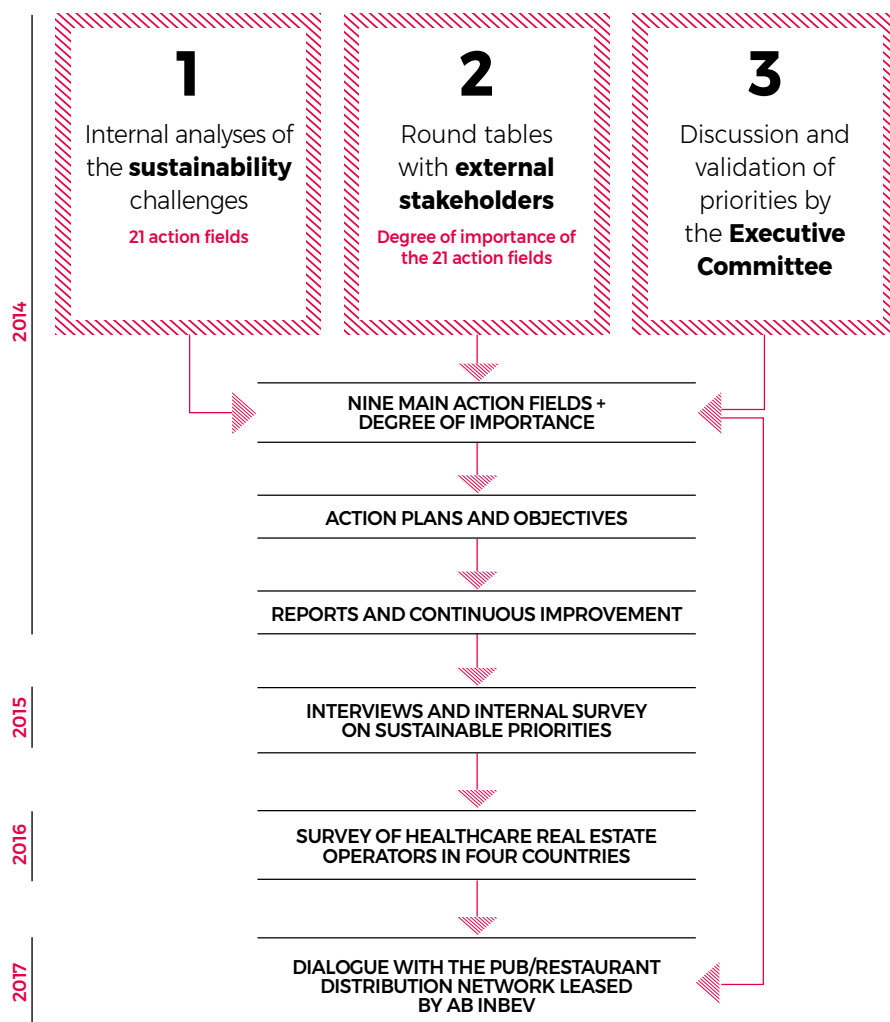 1
Internal analyses of
the sustainability
challenges
21 action fields
2
Round tables
with external
stakeholders
Degree of importance of
the 21 action fields
3
Discussion and
validation of
priorities by
the Executive
Committee
2014
NINE MAIN ACTION FIELDS +
DEGREE OF IMPORTANCE
ACTION PLANS AND OBJECTIVES
REPORTS AND CONTINUOUS IMPROVEMENT
2015
INTERVIEWS AND INTERNAL SURVEY
ON SUSTAINABLE PRIORITIES
2016
SURVEY OF HEALTHCARE REAL ESTATE
OPERATORS IN FOUR COUNTRIES
2017
DIALOGUE WITH THE PUB/RESTAURANT
DISTRIBUTION NETWORK LEASED
BY AB INBEV